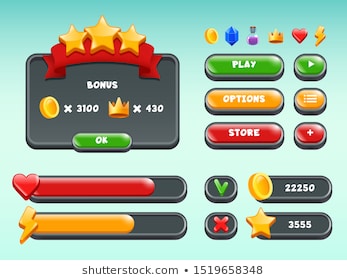 BONUS
× 3100 × 430
OK
PLAY
OPTIONS
STORE
22250
3555
shutterstock.com • 1519658348